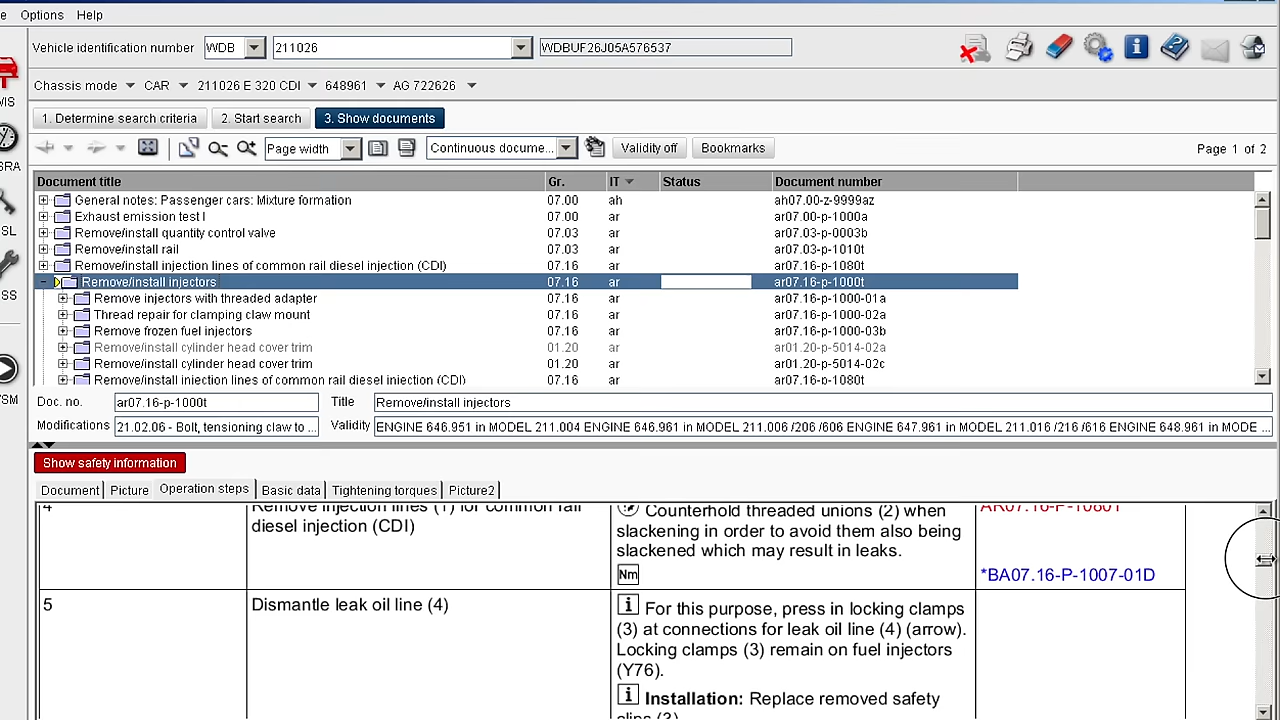 Options Help
Vehicle identification number WDB 211026 WDBUF26J05A576537
Chassis mode CAR 211026 E 320 CDI 648961 AG 722626
1. Determine search criteria 2. Start search 3. Show documents
Page width Continuous docume... Validity off Bookmarks Page 1 of 2
Document title Gr. IT Status Document number
General notes: Passenger cars: Mixture formation 07.00 ah ah07.00-z-9999az
Exhaust emission test I 07.00 ar ar07.00-p-1000a
Remove/install quantity control valve 07.03 ar ar07.03-p-0003b
Remove/install rail 07.03 ar ar07.03-p-1010t
Remove/install injection lines of common rail diesel injection (CDI) 07.16 ar ar07.16-p-1080t
Remove/install injectors 07.16 ar ar07.16-p-1000t
Remove injectors with threaded adapter 07.16 ar ar07.16-p-1000-01a
Thread repair for clamping claw mount 07.16 ar ar07.16-p-1000-02a
Remove frozen fuel injectors 07.16 ar ar07.16-p-1000-03b
Remove/install cylinder head cover trim 01.20 ar ar01.20-p-5014-02a
Remove/install cylinder head cover trim 01.20 ar ar01.20-p-5014-02c
Remove/install injection lines of common rail diesel injection (CDI) 07.16 ar ar07.16-p-1080t
Doc. no. ar07.16-p-1000t Title Remove/install injectors
Modifications 21.02.06 - Bolt, tensioning claw to ... Validity ENGINE 646.951 in MODEL 211.004 ENGINE 646.961 in MODEL 211.006 /206 /606 ENGINE 647.961 in MODEL 211.016 /216 /616 ENGINE 648.961 in MODE ...
Show safety information
Document Picture Operation steps Basic data Tightening torques Picture2
4 Remove injection lines (1) for common rail
diesel injection (CDI)
Counterhold threaded unions (2) when
slackening in order to avoid them also being
slackened which may result in leaks.
Nm
AR07.16-P-1080T
*BA07.16-P-1007-01D
5 Dismantle leak oil line (4)
i For this purpose, press in locking clamps
(3) at connections for leak oil line (4) (arrow).
Locking clamps (3) remain on fuel injectors
(Y76).
i Installation: Replace removed safety
clips (3)